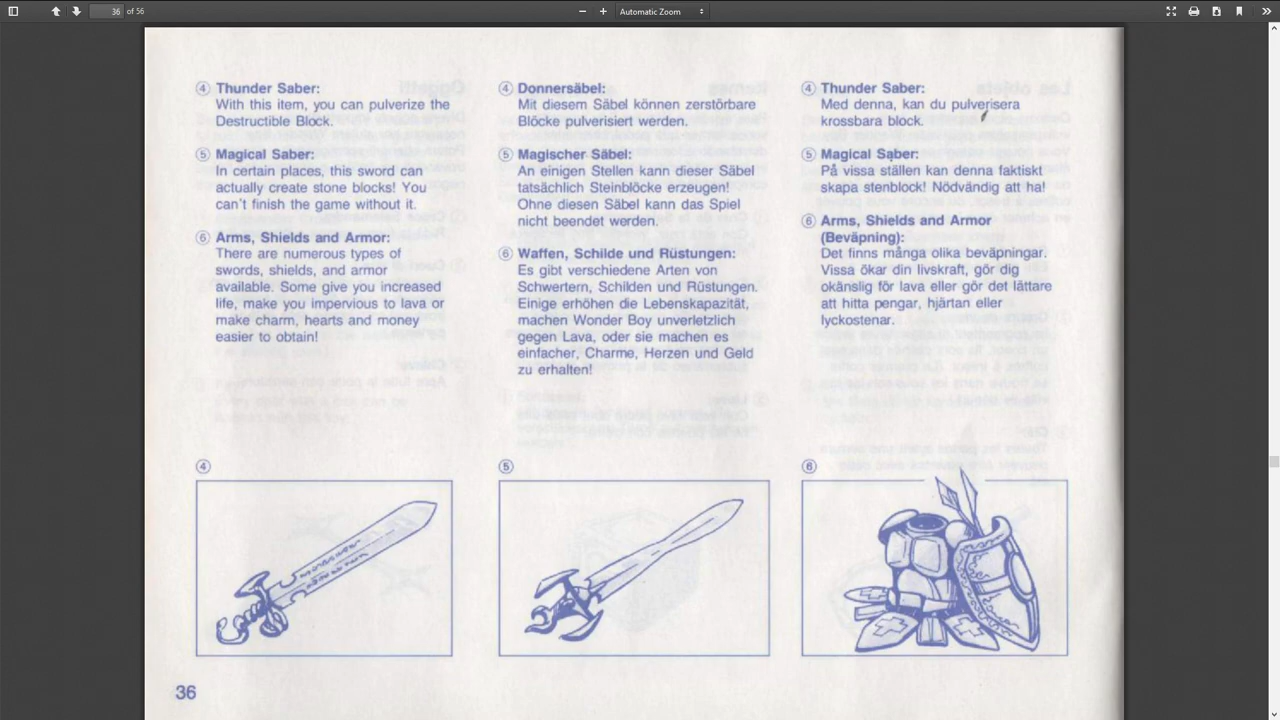 36
of 56
Automatic Zoom
④ Thunder Saber:
With this item, you can pulverize the
Destructible Block.
⑤ Magical Saber:
In certain places, this sword can
actually create stone blocks! You
can't finish the game without it.
⑥ Arms, Shields and Armor:
There are numerous types of
swords, shields, and armor
available. Some give you increased
life, make you impervious to lava or
make charm, hearts and money
easier to obtain!
④ Donnersäbel:
Mit diesem Säbel können zerstörbare
Blöcke pulverisiert werden.
⑤ Magischer Säbel:
An einigen Stellen kann dieser Säbel
tatsächlich Steinblöcke erzeugen!
Ohne diesen Säbel kann das Spiel
nicht beendet werden.
⑥ Waffen, Schilde und Rüstungen:
Es gibt verschiedene Arten von
Schwertern, Schilden und Rüstungen.
Einige erhöhen die Lebenskapazität,
machen Wonder Boy unverletzlich
gegen Lava, oder sie machen es
einfacher, Charme, Herzen und Geld
zu erhalten!
④ Thunder Saber:
Med denna, kan du pulverisera
krossbara block.
⑤ Magical Saber:
På vissa ställen kan denna faktiskt
skapa stenblock! Nödvändig att ha!
⑥ Arms, Shields and Armor
(Beväpning):
Det finns många olika beväpningar.
Vissa ökar din livskraft, gör dig
okänslig för lava eller gör det lättare
att hitta pengar, hjärtan eller
lyckostenar.
④
⑤
⑥
36